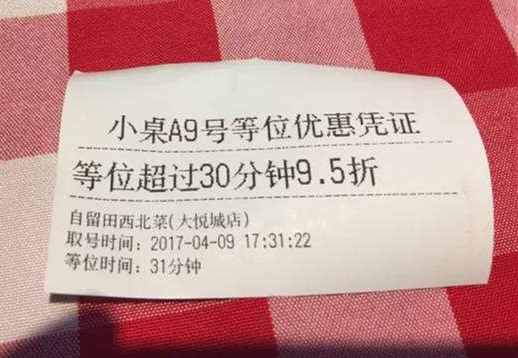 小桌A9号等位优惠凭证
等位超过30分钟9.5折
自留田西北菜(大悦城店)
取号时间：2017-04-09 17:31:22
等位时间：31分钟